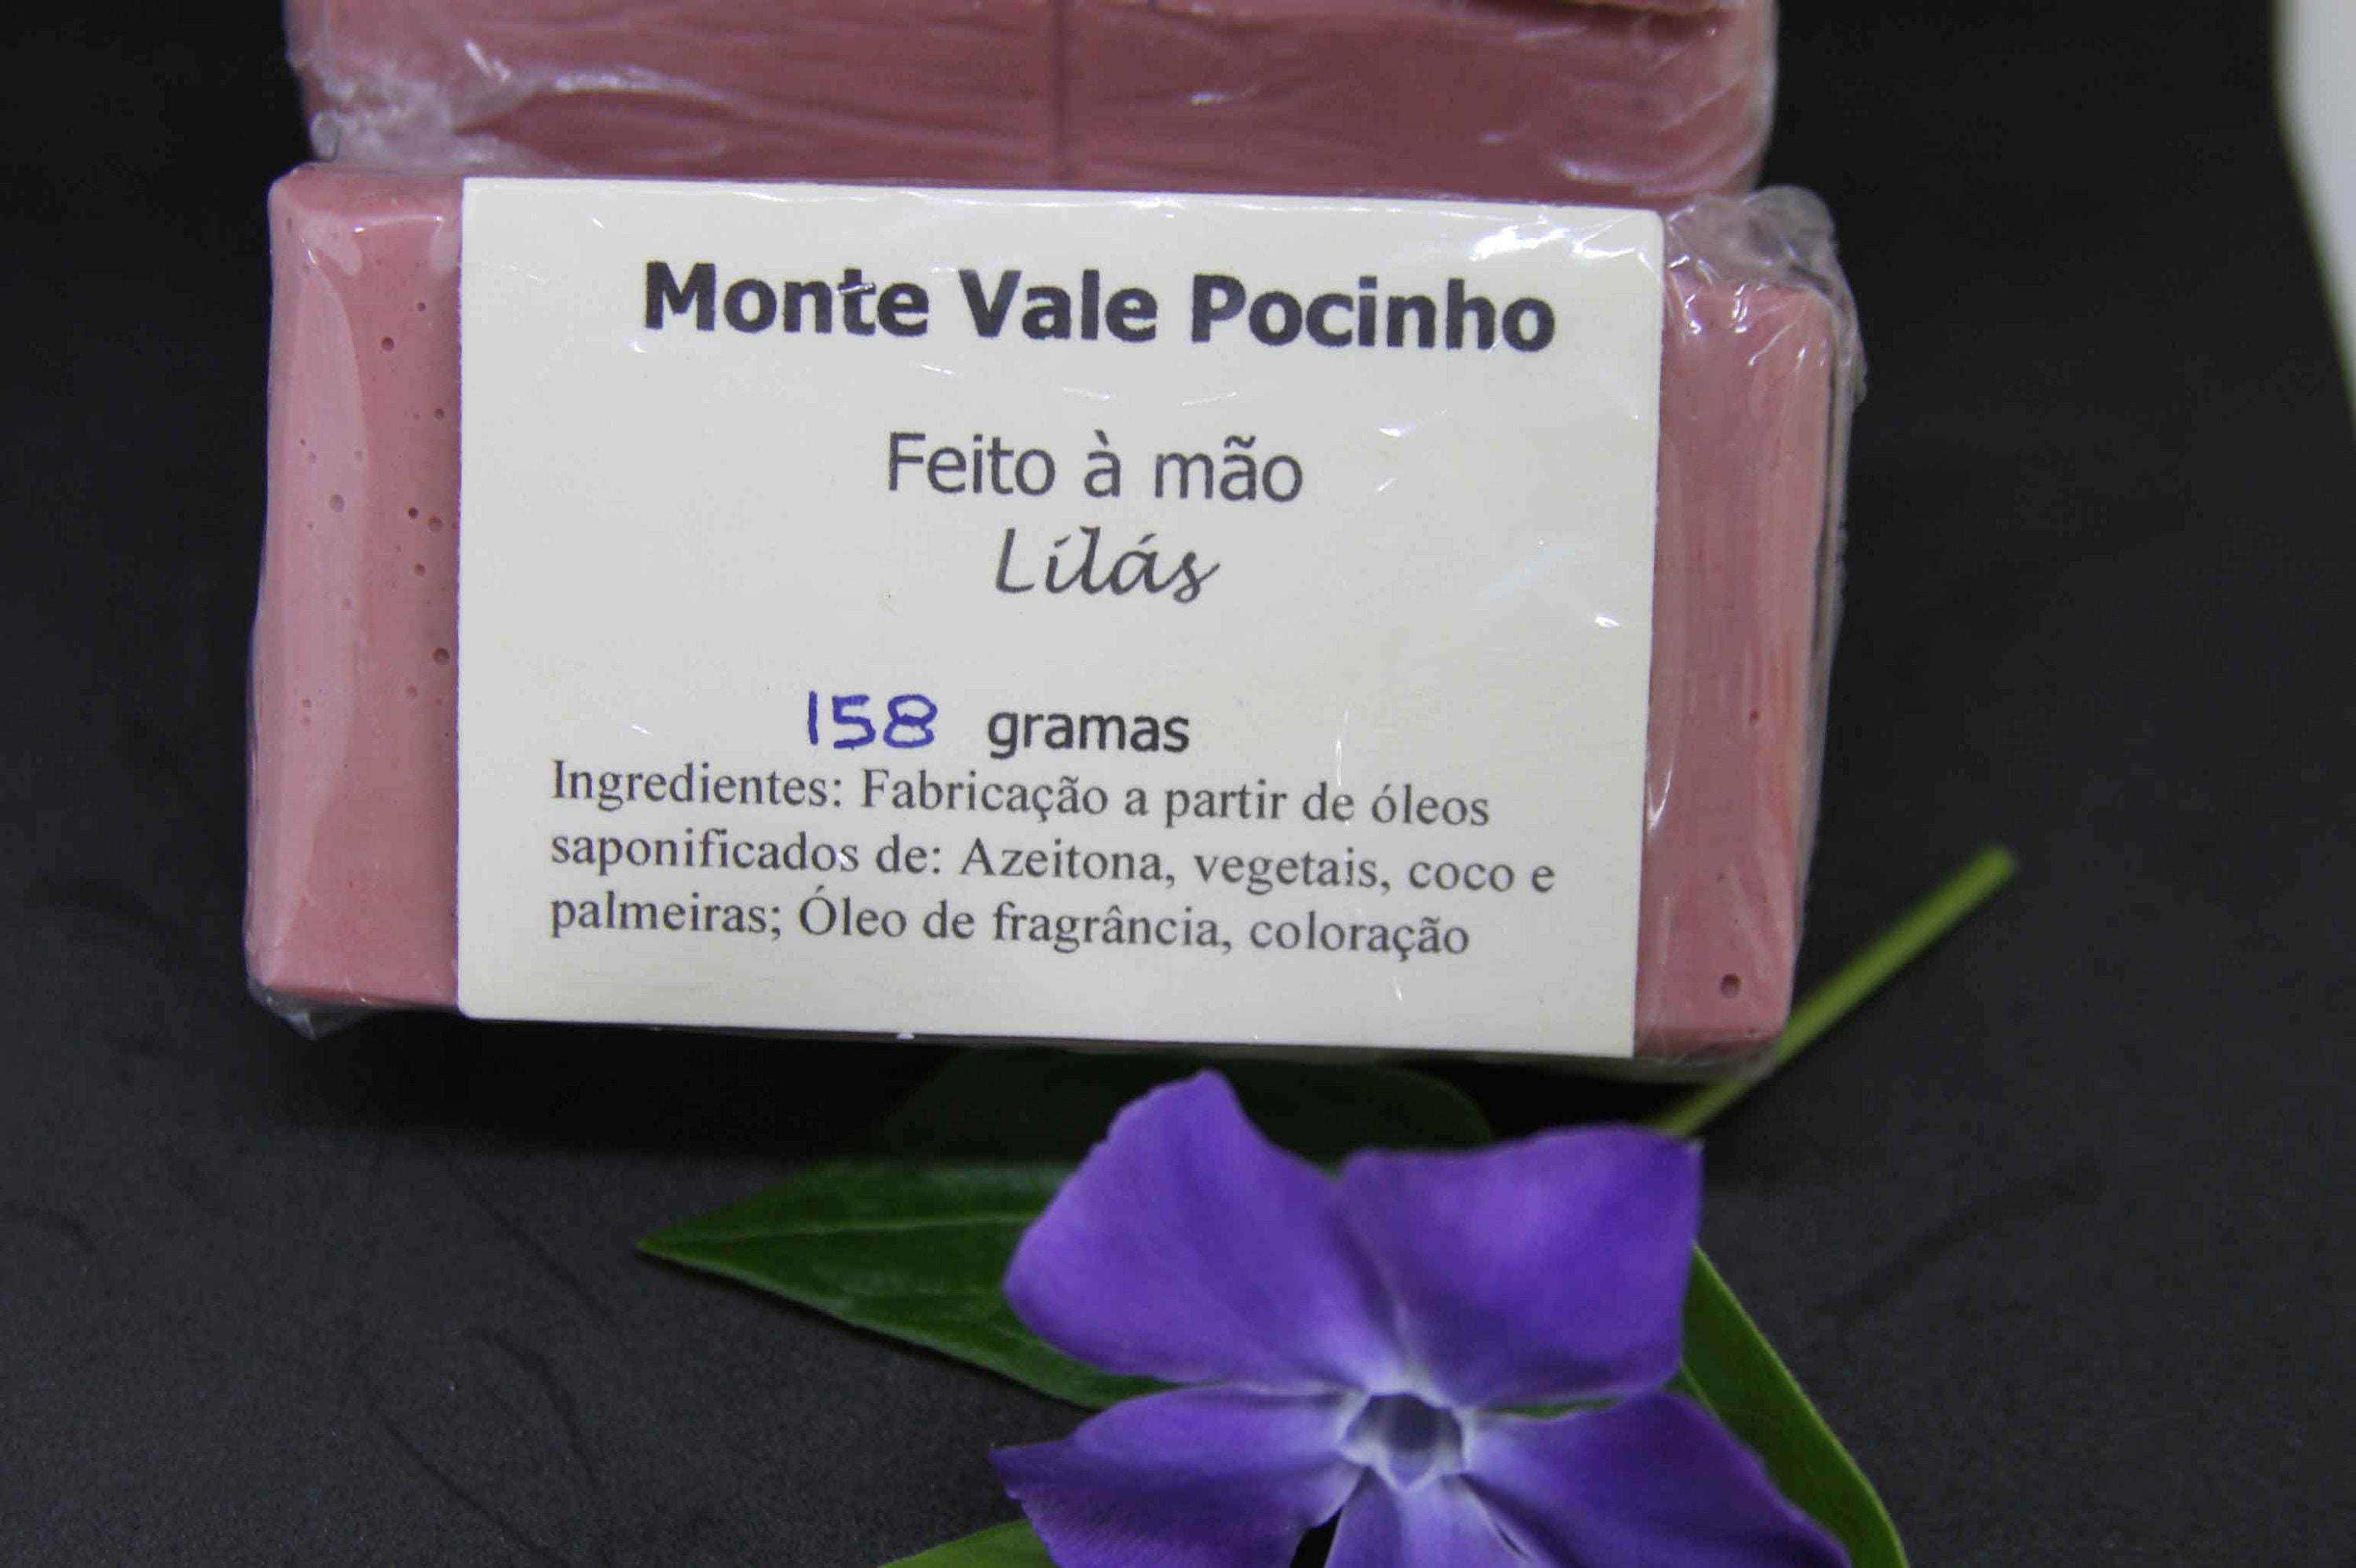 Monte Vale Pocinho
Feito à mão
Lilás
158 gramas
Ingredientes: Fabricação a partir de óleos
saponificados de: Azeitona, vegetais, coco e
palmeiras; Óleo de fragrância, coloração